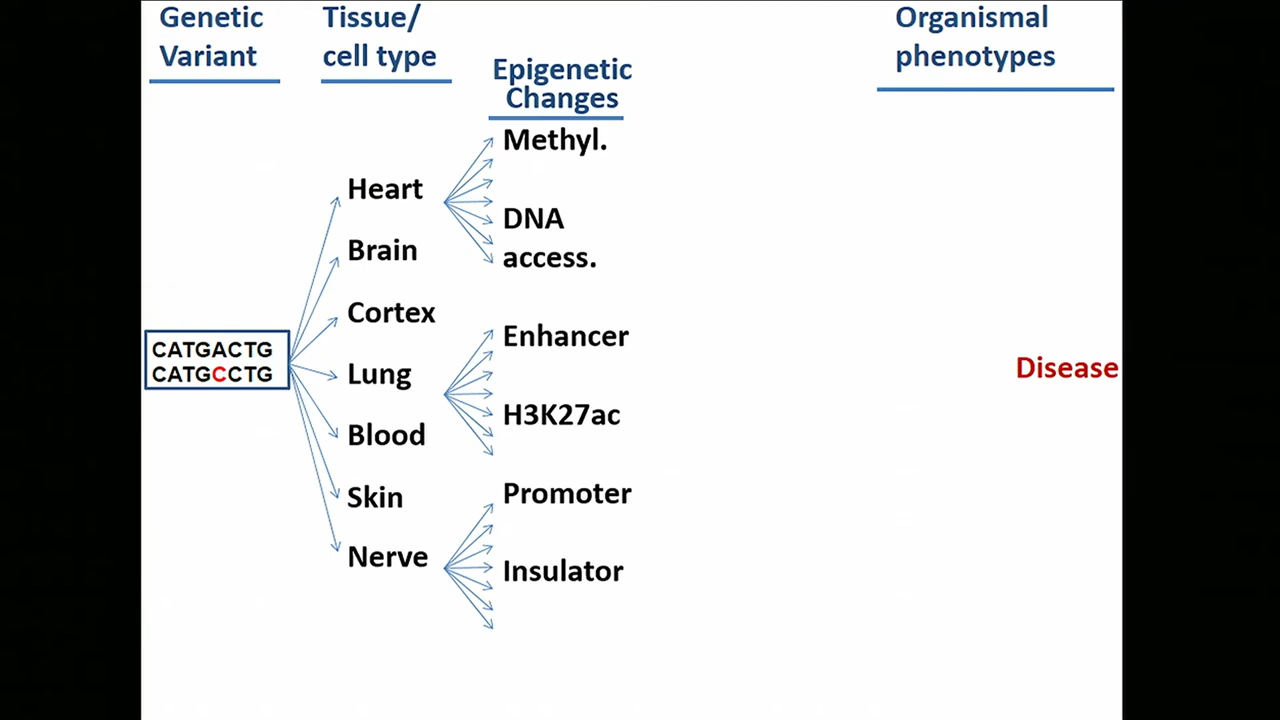 Genetic
Variant
Tissue/
cell type
Epigenetic
Changes
Organismal
phenotypes
CATGACTG
CATGCCTG
Heart
Brain
Cortex
Lung
Blood
Skin
Nerve
Methyl.
DNA
access.
Enhancer
H3K27ac
Promoter
Insulator
Disease